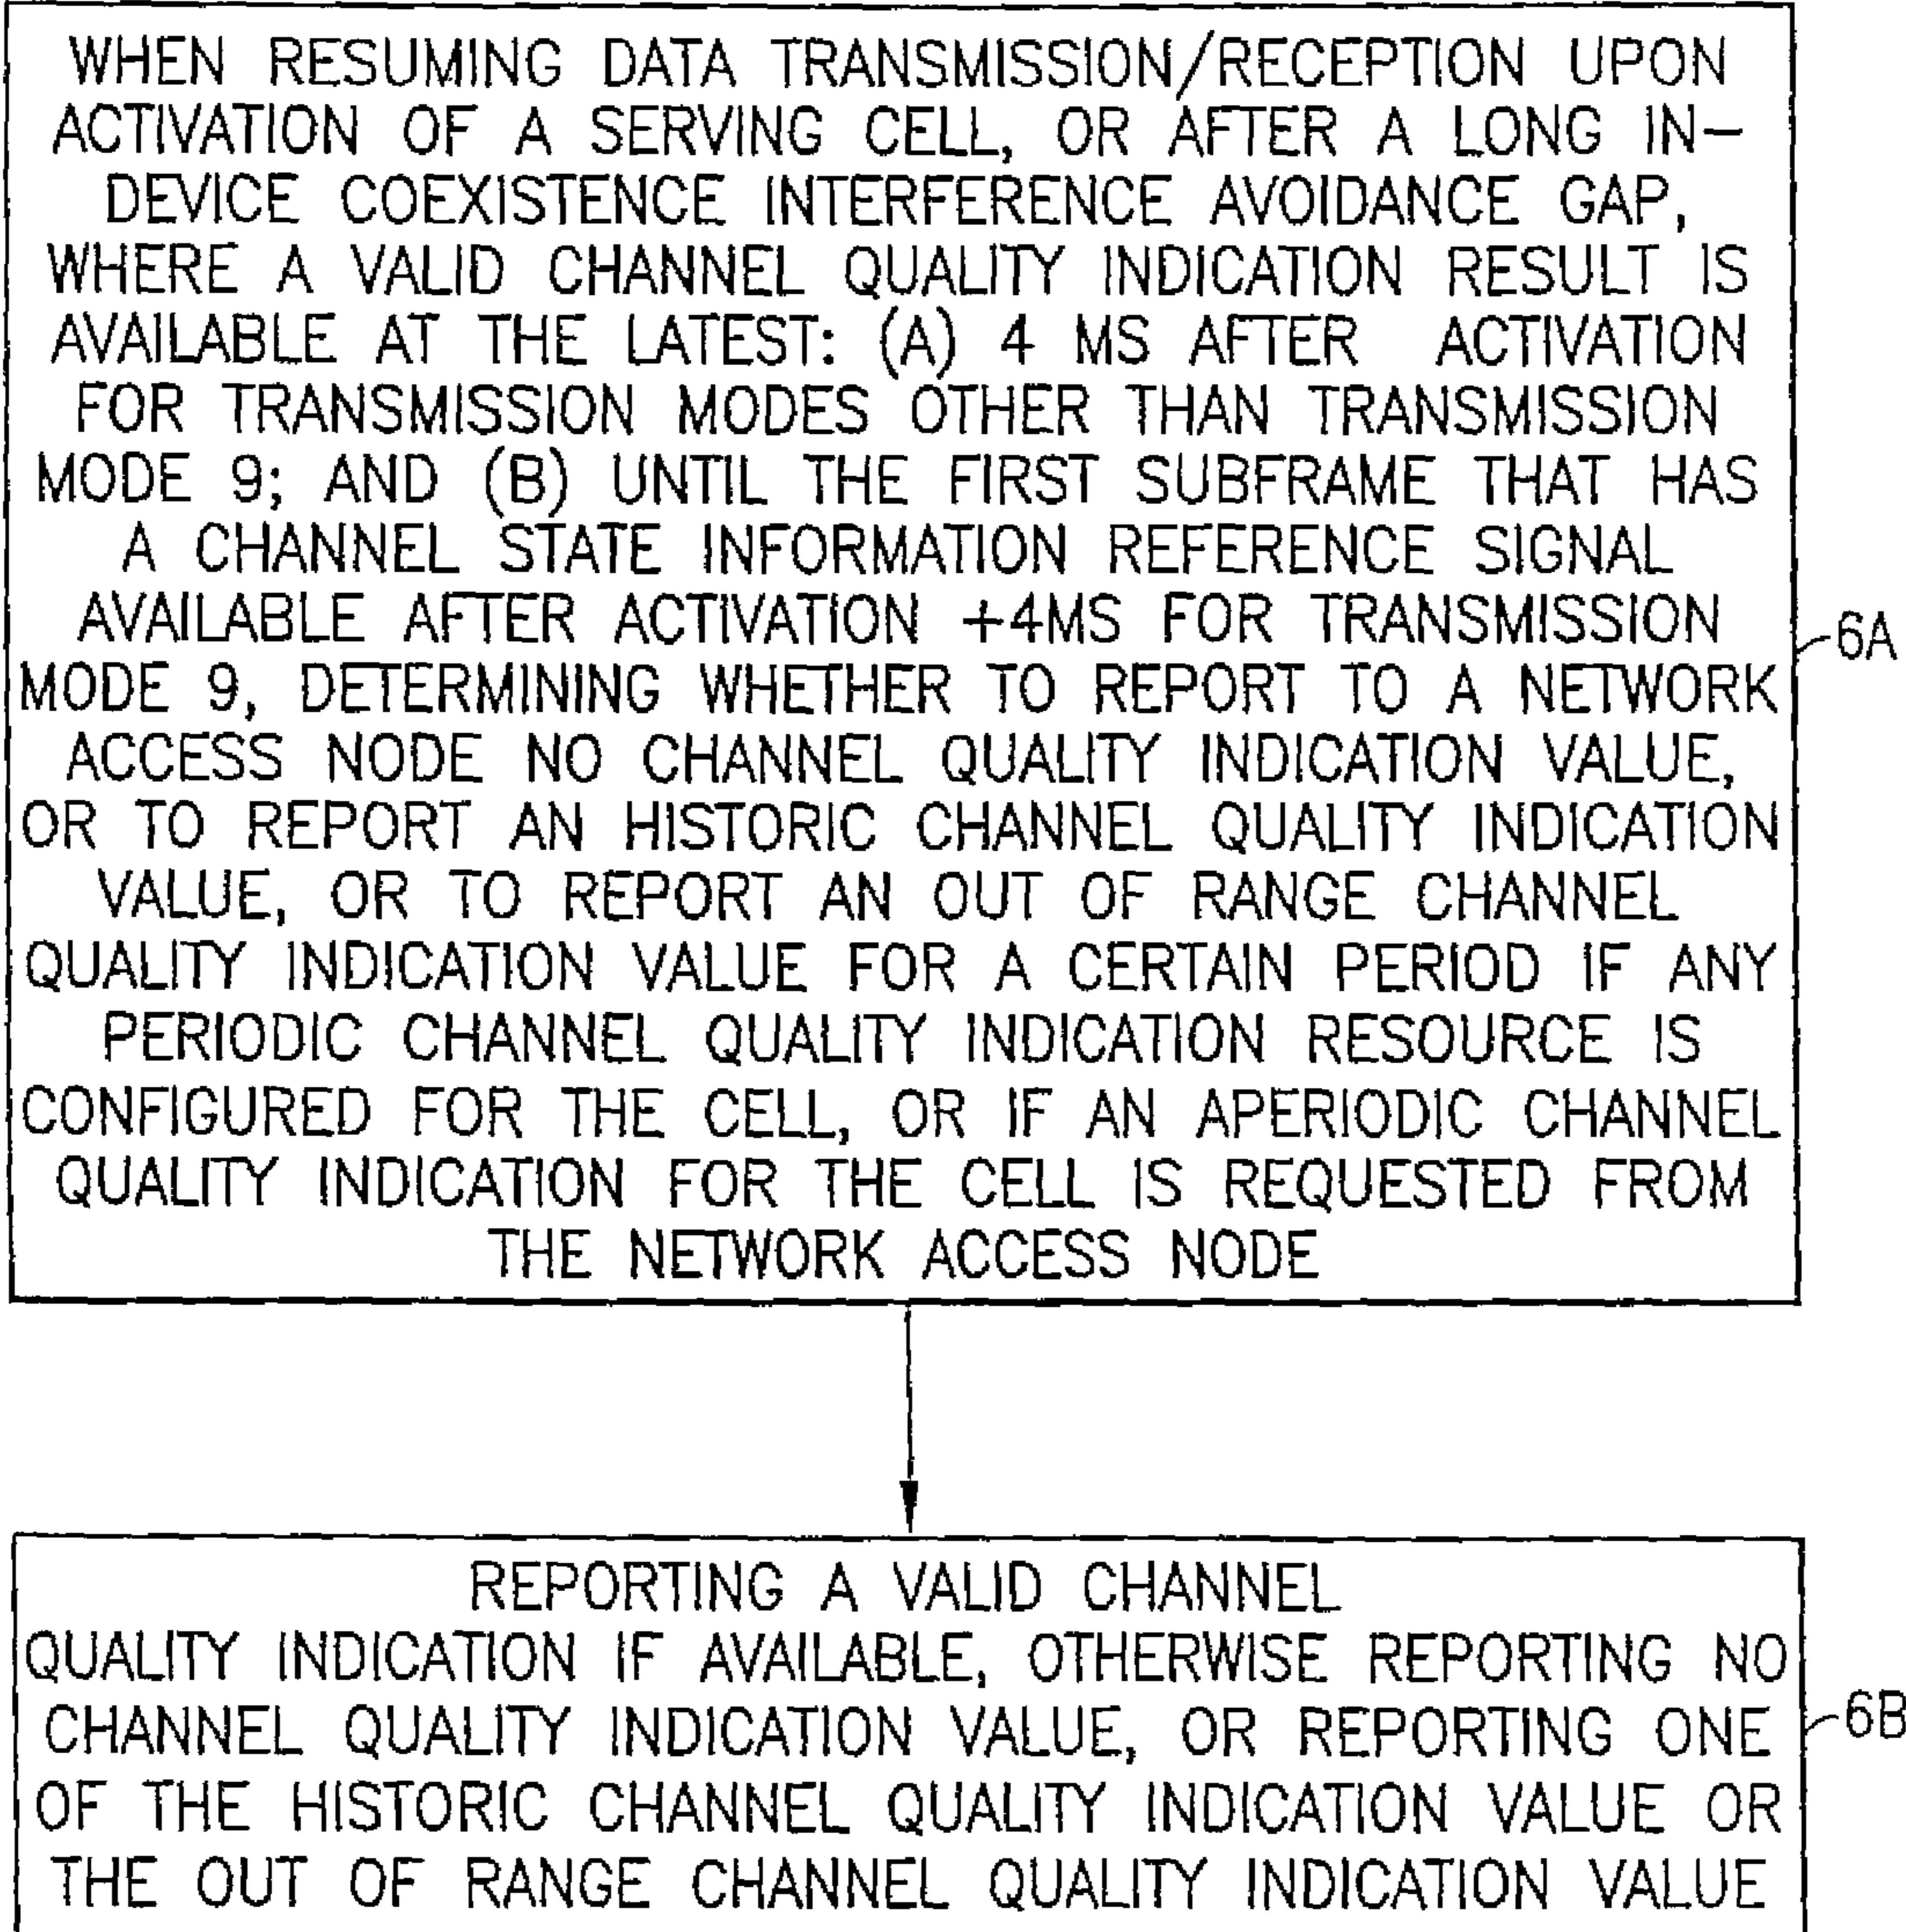 WHEN RESUMING DATA TRANSMISSION/RECEPTION UPON
ACTIVATION OF A SERVING CELL, OR AFTER A LONG IN-
DEVICE COEXISTENCE INTERFERENCE AVOIDANCE GAP,
WHERE A VALID CHANNEL QUALITY INDICATION RESULT IS
AVAILABLE AT THE LATEST: (A) 4 MS AFTER ACTIVATION
FOR TRANSMISSION MODES OTHER THAN TRANSMISSION
MODE 9; AND (B) UNTIL THE FIRST SUBFRAME THAT HAS
A CHANNEL STATE INFORMATION REFERENCE SIGNAL
AVAILABLE AFTER ACTIVATION +4MS FOR TRANSMISSION
MODE 9, DETERMINING WHETHER TO REPORT TO A NETWORK
ACCESS NODE NO CHANNEL QUALITY INDICATION VALUE,
OR TO REPORT AN HISTORIC CHANNEL QUALITY INDICATION
VALUE, OR TO REPORT AN OUT OF RANGE CHANNEL
QUALITY INDICATION VALUE FOR A CERTAIN PERIOD IF ANY
PERIODIC CHANNEL QUALITY INDICATION RESOURCE IS
CONFIGURED FOR THE CELL, OR IF AN APERIODIC CHANNEL
QUALITY INDICATION FOR THE CELL IS REQUESTED FROM
THE NETWORK ACCESS NODE
6A
REPORTING A VALID CHANNEL
QUALITY INDICATION IF AVAILABLE, OTHERWISE REPORTING NO
CHANNEL QUALITY INDICATION VALUE, OR REPORTING ONE
OF THE HISTORIC CHANNEL QUALITY INDICATION VALUE OR
THE OUT OF RANGE CHANNEL QUALITY INDICATION VALUE
6B